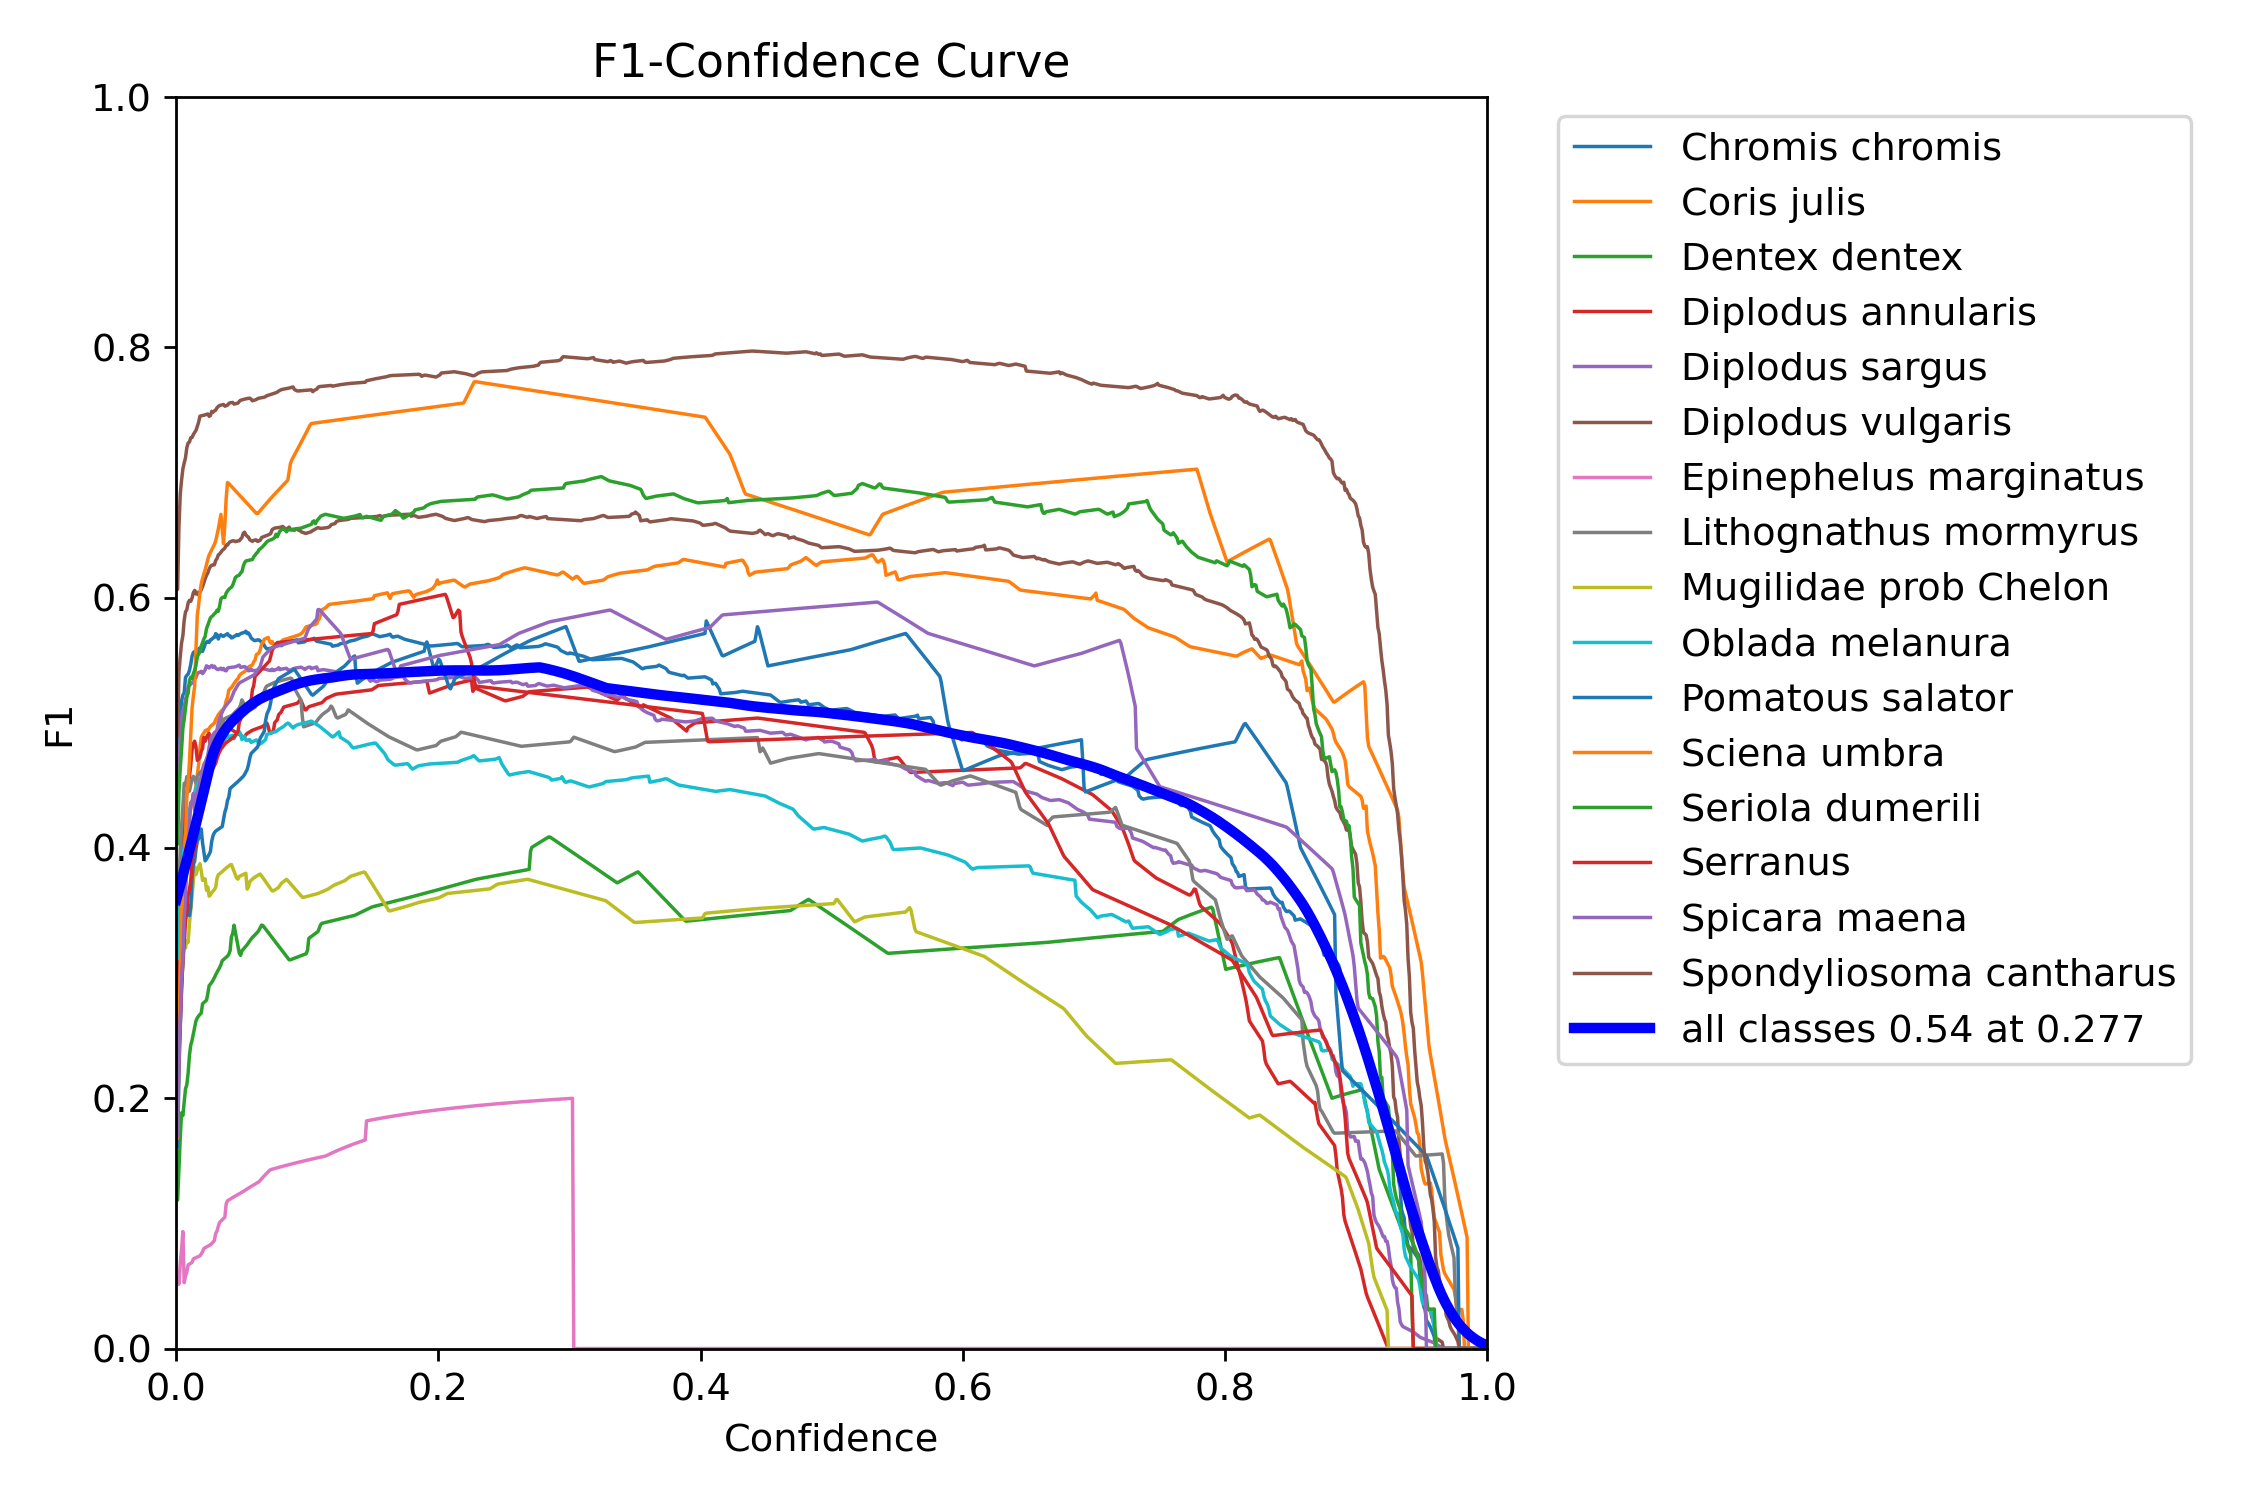 F1-Confidence Curve
1.0
0.8
0.6
0.4
0.2
0.0
F1
0.0 0.2 0.4 0.6 0.8 1.0
Confidence
Chromis chromis
Coris julis
Dentex dentex
Diplodus annularis
Diplodus sargus
Diplodus vulgaris
Epinephelus marginatus
Lithognathus mormyrus
Mugilidae prob Chelon
Oblada melanura
Pomatous salator
Sciena umbra
Seriola dumerili
Serranus
Spicara maena
Spondyliosoma cantharus
all classes 0.54 at 0.277